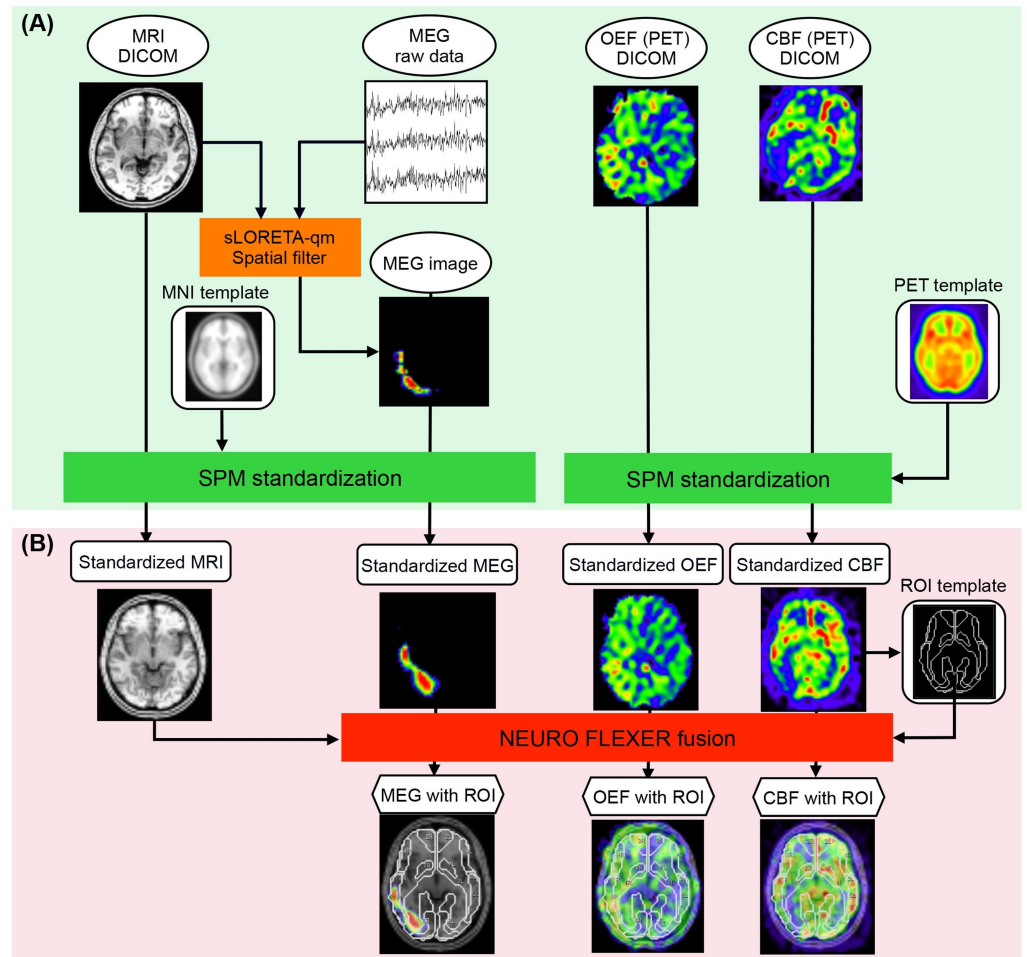 (A)
MRI
DICOM
MEG
raw data
OEF (PET)
DICOM
CBF (PET)
DICOM
sLORETA-qm
Spatial filter
MEG image
MNI template
PET template
SPM standardization
SPM standardization
(B)
Standardized MRI
Standardized MEG
Standardized OEF
Standardized CBF
ROI template
NEURO FLEXER fusion
MEG with ROI
OEF with ROI
CBF with ROI